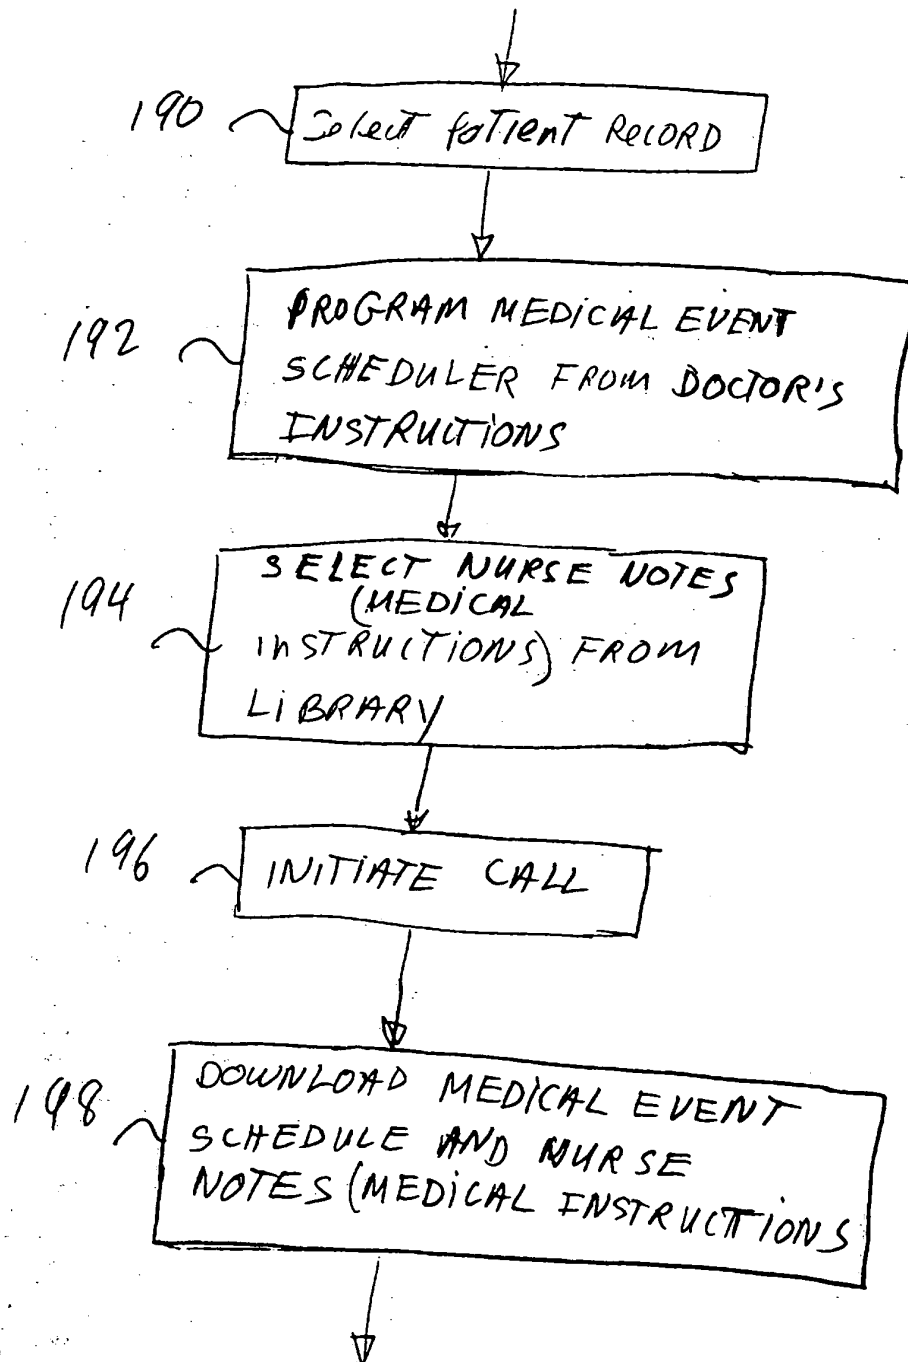 190
Select Patient RECORD
192
PROGRAM MEDICAL EVENT
SCHEDULER FROM DOCTOR'S
INSTRUCTIONS
194
SELECT NURSE NOTES
(MEDICAL
INSTRUCTIONS) FROM
LIBRARY
196
INITIATE CALL
198
DOWNLOAD MEDICAL EVENT
SCHEDULE AND NURSE
NOTES (MEDICAL INSTRUCTIONS